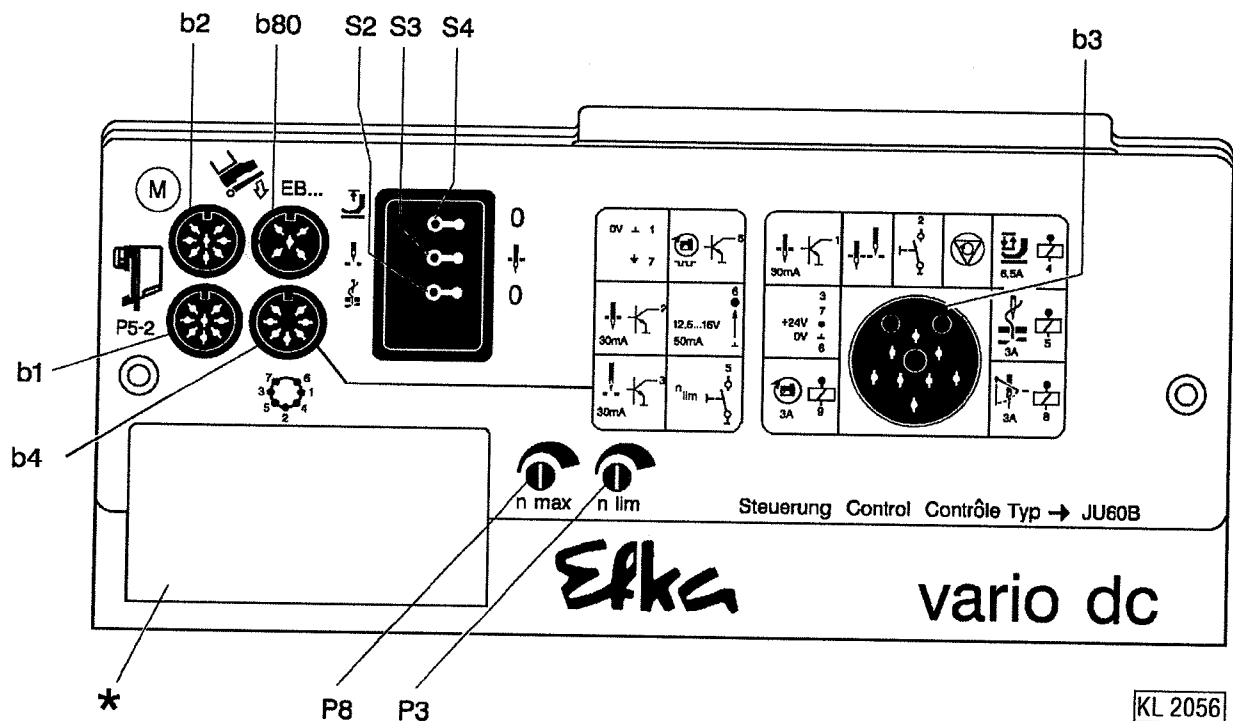 b2 b80 S2 S3 S4 b3
M EB...
P5-2
0
0
b1
b4
7 6
3 1
5 4
2
0V ⊥ 1
7
5
30mA 2
12,5...15V
50mA
6
30mA 3
n lim
5
30mA 1
2
6,5A 4
3
7
+24V
0V ⊥
6
3A 5
3A 9
3A 8
n max n lim
Steuerung Control Contrôle Typ → JU60B
Efka
vario dc
* P8 P3
KL 2056